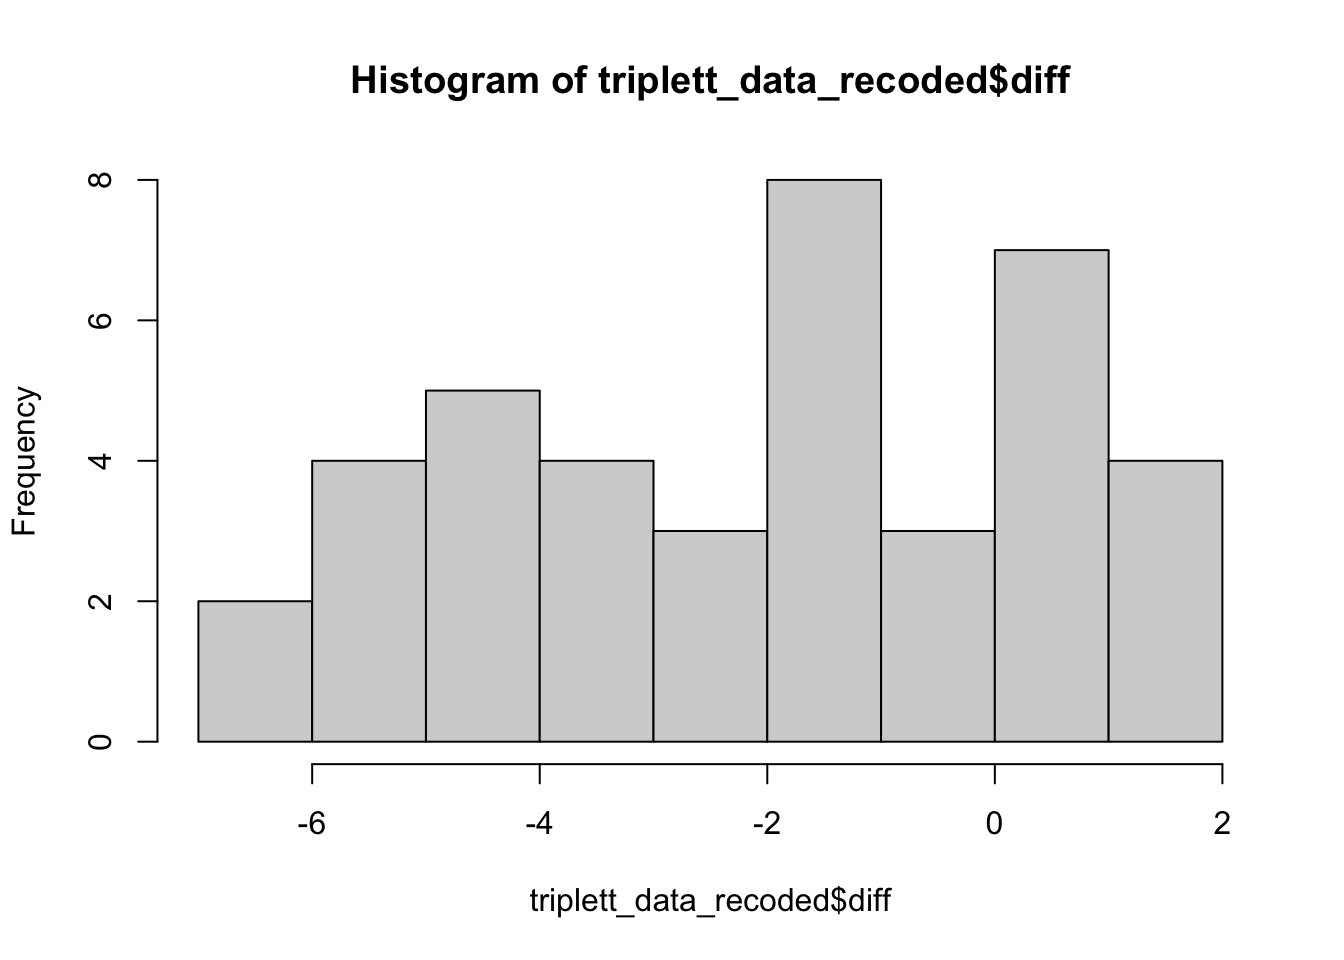 Histogram of triplett_data_recoded$diff
Frequency
8
6
4
2
0
-6 -4 -2 0 2
triplett_data_recoded$diff